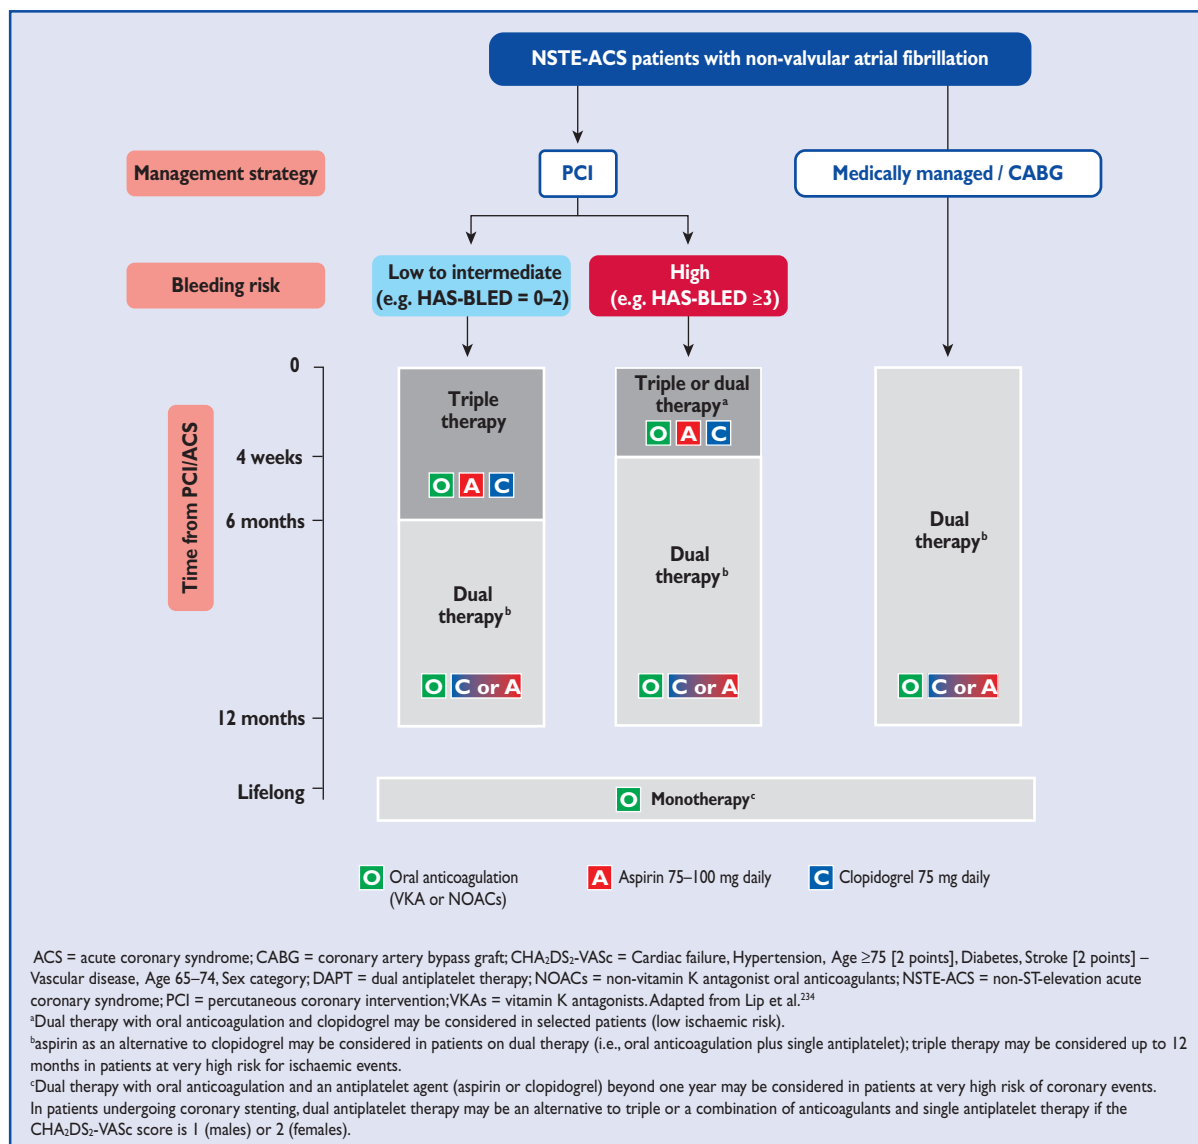 NSTE-ACS patients with non-valvular atrial fibrillation
Management strategy
PCI
Medically managed / CABG
Bleeding risk
Low to intermediate
(e.g. HAS-BLED = 0–2)
High
(e.g. HAS-BLED ≥3)
Time from PCI/ACS
0
4 weeks
6 months
12 months
Lifelong
Triple
therapy
O A C
Dual
therapyᵇ
O C or A
Triple or dual
therapyᵃ
O A C
Dual
therapyᵇ
O C or A
Dual
therapyᵇ
O C or A
O Monotherapyᶜ
O Oral anticoagulation
(VKA or NOACs)
A Aspirin 75–100 mg daily
C Clopidogrel 75 mg daily
ACS = acute coronary syndrome; CABG = coronary artery bypass graft; CHA₂DS₂-VASc = Cardiac failure, Hypertension, Age ≥75 [2 points], Diabetes, Stroke [2 points] –
Vascular disease, Age 65–74, Sex category; DAPT = dual antiplatelet therapy; NOACs = non-vitamin K antagonist oral anticoagulants; NSTE-ACS = non-ST-elevation acute
coronary syndrome; PCI = percutaneous coronary intervention; VKAs = vitamin K antagonists. Adapted from Lip et al.²³⁴
ᵃDual therapy with oral anticoagulation and clopidogrel may be considered in selected patients (low ischaemic risk).
ᵇaspirin as an alternative to clopidogrel may be considered in patients on dual therapy (i.e., oral anticoagulation plus single antiplatelet); triple therapy may be considered up to 12
months in patients at very high risk for ischaemic events.
ᶜDual therapy with oral anticoagulation and an antiplatelet agent (aspirin or clopidogrel) beyond one year may be considered in patients at very high risk of coronary events.
In patients undergoing coronary stenting, dual antiplatelet therapy may be an alternative to triple or a combination of anticoagulants and single antiplatelet therapy if the
CHA₂DS₂-VASc score is 1 (males) or 2 (females).